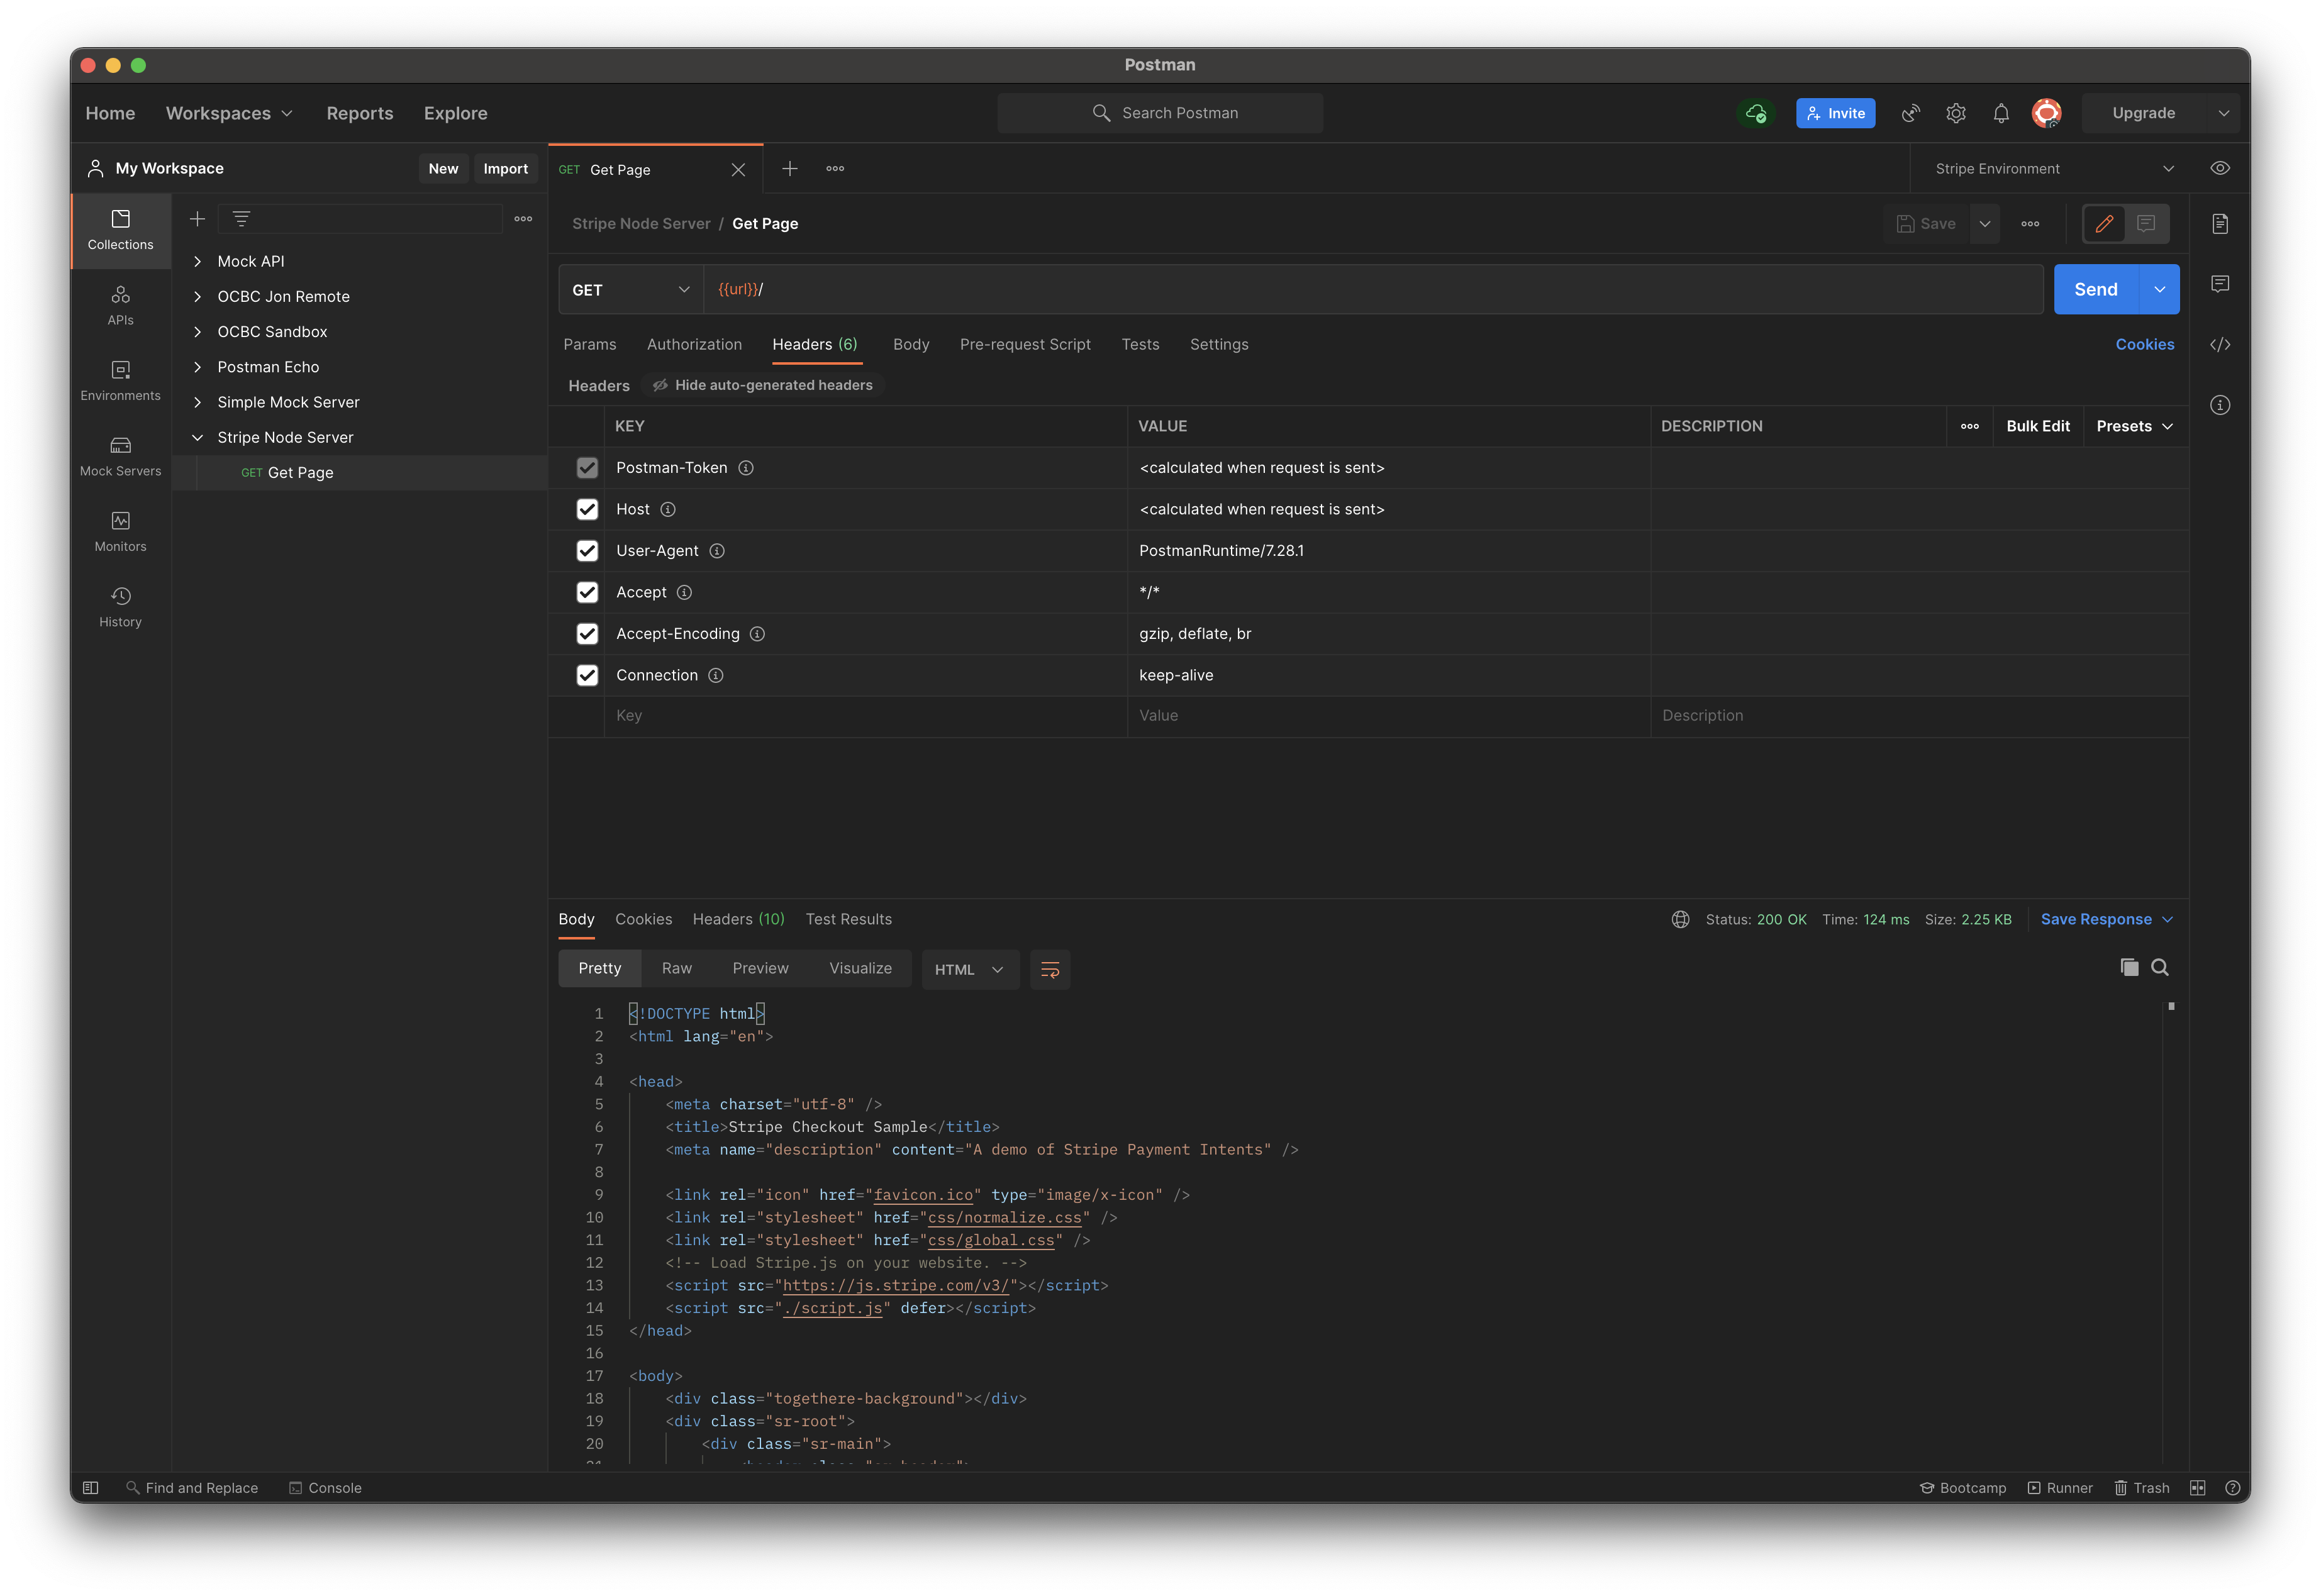 Postman
Home Workspaces Reports Explore Search Postman Invite Upgrade
My Workspace New Import
GET Get Page Stripe Environment
Collections
APIs
Environments
Mock Servers
Monitors
History
Mock API
OCBC Jon Remote
OCBC Sandbox
Postman Echo
Simple Mock Server
Stripe Node Server
GET Get Page
Stripe Node Server / Get Page Save
GET {{url}}/ Send
Params Authorization Headers (6) Body Pre-request Script Tests Settings Cookies
Headers Hide auto-generated headers
KEY VALUE DESCRIPTION Bulk Edit Presets
Postman-Token <calculated when request is sent>
Host <calculated when request is sent>
User-Agent PostmanRuntime/7.28.1
Accept */*
Accept-Encoding gzip, deflate, br
Connection keep-alive
Key Value Description
Body Cookies Headers (10) Test Results Status: 200 OK Time: 124 ms Size: 2.25 KB Save Response
Pretty Raw Preview Visualize HTML
1 <!DOCTYPE html>
2 <html lang="en">
3
4 <head>
5 <meta charset="utf-8" />
6 <title>Stripe Checkout Sample</title>
7 <meta name="description" content="A demo of Stripe Payment Intents" />
8
9 <link rel="icon" href="favicon.ico" type="image/x-icon" />
10 <link rel="stylesheet" href="css/normalize.css" />
11 <link rel="stylesheet" href="css/global.css" />
12 <!-- Load Stripe.js on your website. -->
13 <script src="https://js.stripe.com/v3/"></script>
14 <script src="./script.js" defer></script>
15 </head>
16
17 <body>
18 <div class="togethere-background"></div>
19 <div class="sr-root">
20 <div class="sr-main">
Find and Replace Console Bootcamp Runner Trash